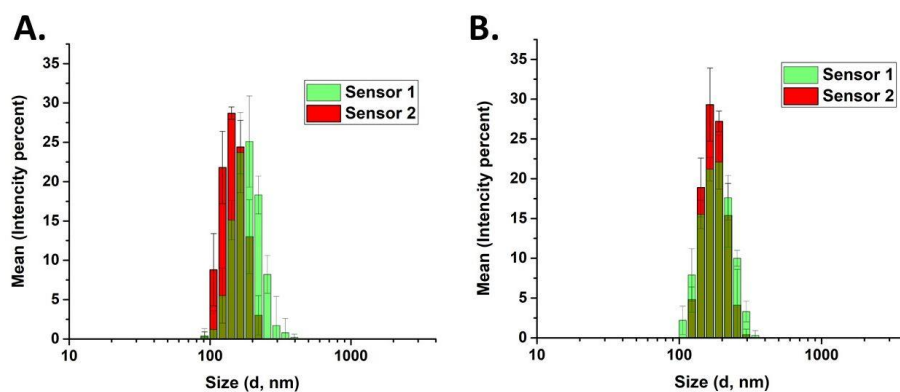 A.
Mean (Intencity percent)
35
30
25
20
15
10
5
0
10
100
1000
Size (d, nm)
Sensor 1
Sensor 2
B.
Mean (Intencity percent)
35
30
25
20
15
10
5
0
10
100
1000
Size (d, nm)
Sensor 1
Sensor 2